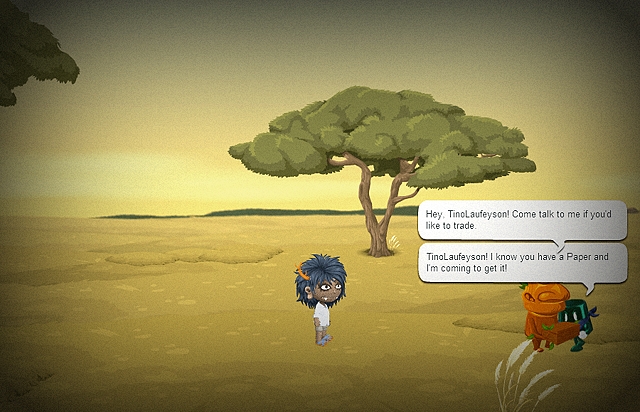 Hey, TinoLaufeyson! Come talk to me if you'd
like to trade.
TinoLaufeyson! I know you have a Paper and
I'm coming to get it!